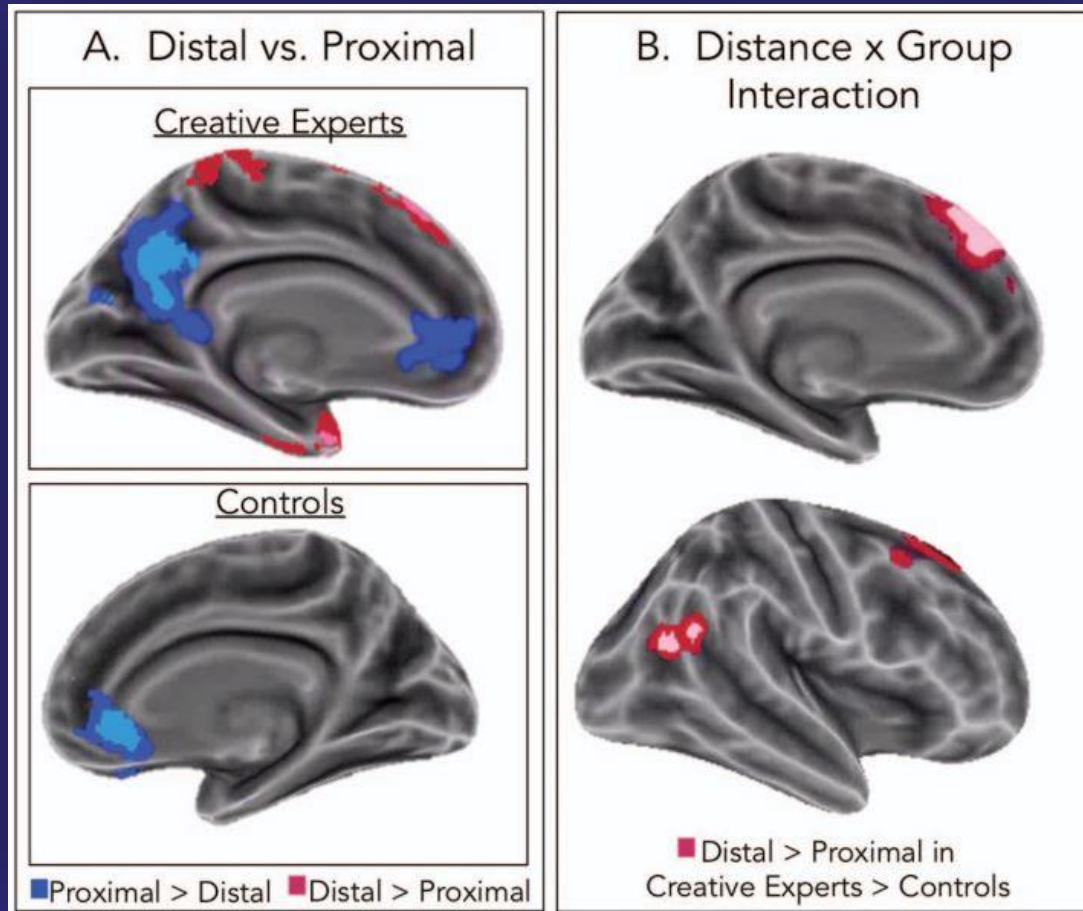 A. Distal vs. Proximal
Creative Experts
Controls
Proximal > Distal Distal > Proximal
B. Distance x Group
Interaction
Distal > Proximal in
Creative Experts > Controls